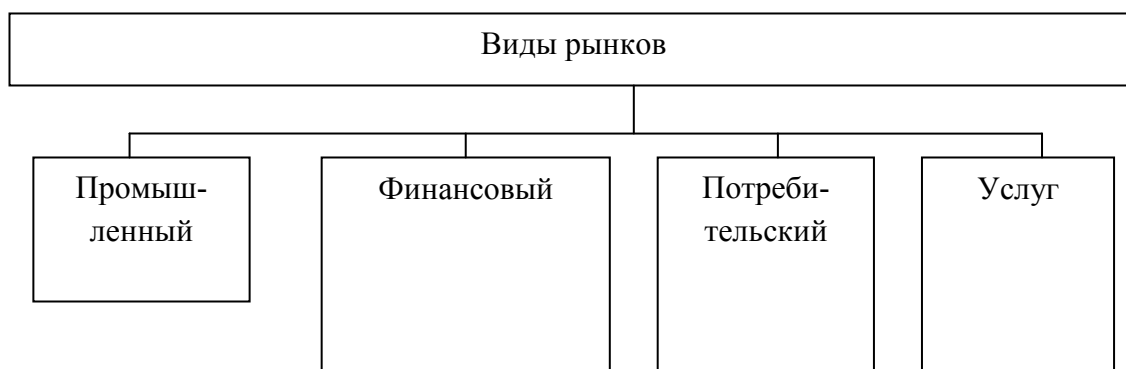 Виды рынков
Промыш-
ленный
Финансовый
Потреби-
тельский
Услуг